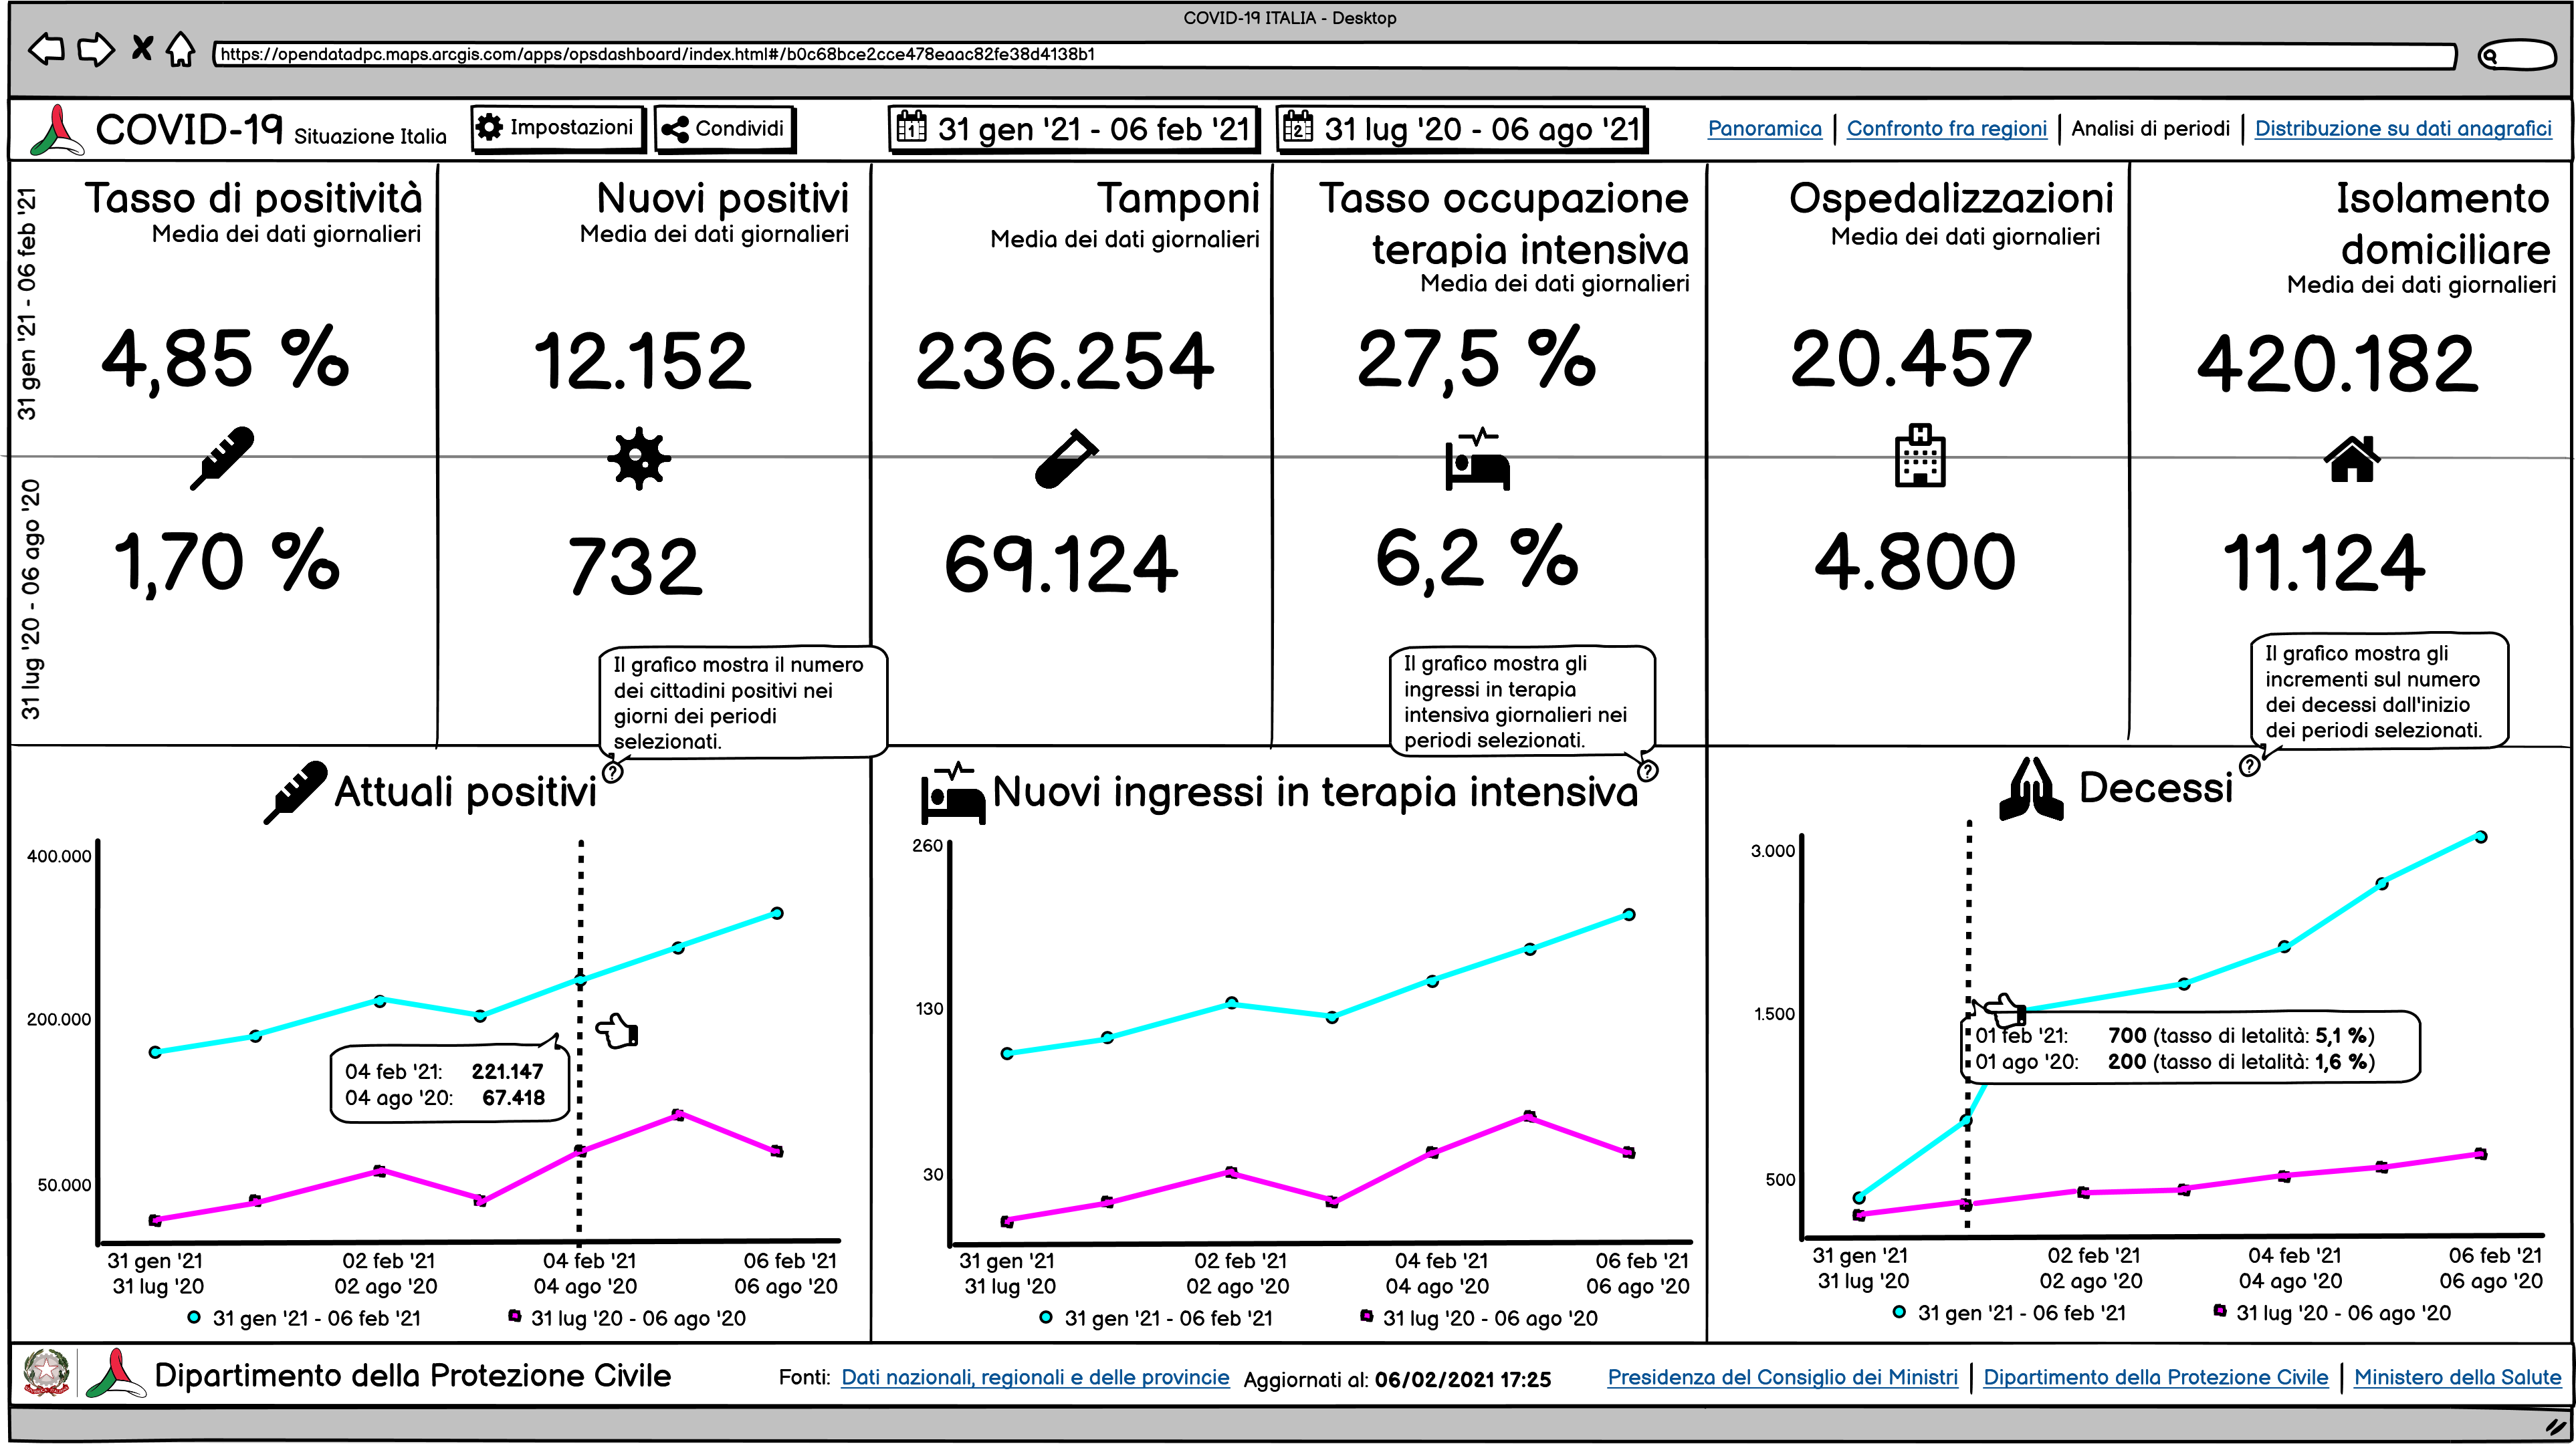 COVID-19 ITALIA - Desktop
https://opendatadpc.maps.arcgis.com/apps/opsdashboard/index.html#/b0c68bce2cce478eaac82fe38d4138b1
COVID-19 Situazione Italia
Impostazioni
Condividi
1 31 gen '21 - 06 feb '21
2 31 lug '20 - 06 ago '21
Panoramica | Confronto fra regioni | Analisi di periodi | Distribuzione su dati anagrafici
31 gen '21 - 06 feb '21
31 lug '20 - 06 ago '20
Tasso di positività
Media dei dati giornalieri
4,85 %
1,70 %
Nuovi positivi
Media dei dati giornalieri
12.152
732
Tamponi
Media dei dati giornalieri
236.254
69.124
Tasso occupazione
terapia intensiva
Media dei dati giornalieri
27,5 %
6,2 %
Ospedalizzazioni
Media dei dati giornalieri
H
20.457
4.800
Isolamento
domiciliare
Media dei dati giornalieri
420.182
11.124
Il grafico mostra il numero
dei cittadini positivi nei
giorni dei periodi
selezionati.
Attuali positivi ?
400.000
200.000
50.000
04 feb '21: 221.147
04 ago '20: 67.418
31 gen '21 02 feb '21 04 feb '21 06 feb '21
31 lug '20 02 ago '20 04 ago '20 06 ago '20
31 gen '21 - 06 feb '21 31 lug '20 - 06 ago '20
Il grafico mostra gli
ingressi in terapia
intensiva giornalieri nei
periodi selezionati.
Nuovi ingressi in terapia intensiva ?
260
130
30
31 gen '21 02 feb '21 04 feb '21 06 feb '21
31 lug '20 02 ago '20 04 ago '20 06 ago '20
31 gen '21 - 06 feb '21 31 lug '20 - 06 ago '20
Il grafico mostra gli
incrementi sul numero
dei decessi dall'inizio
dei periodi selezionati.
Decessi ?
3.000
1.500
500
01 feb '21: 700 (tasso di letalità: 5,1 %)
01 ago '20: 200 (tasso di letalità: 1,6 %)
31 gen '21 02 feb '21 04 feb '21 06 feb '21
31 lug '20 02 ago '20 04 ago '20 06 ago '20
31 gen '21 - 06 feb '21 31 lug '20 - 06 ago '20
Dipartimento della Protezione Civile
Fonti: Dati nazionali, regionali e delle provincie Aggiornati al: 06/02/2021 17:25
Presidenza del Consiglio dei Ministri | Dipartimento della Protezione Civile | Ministero della Salute